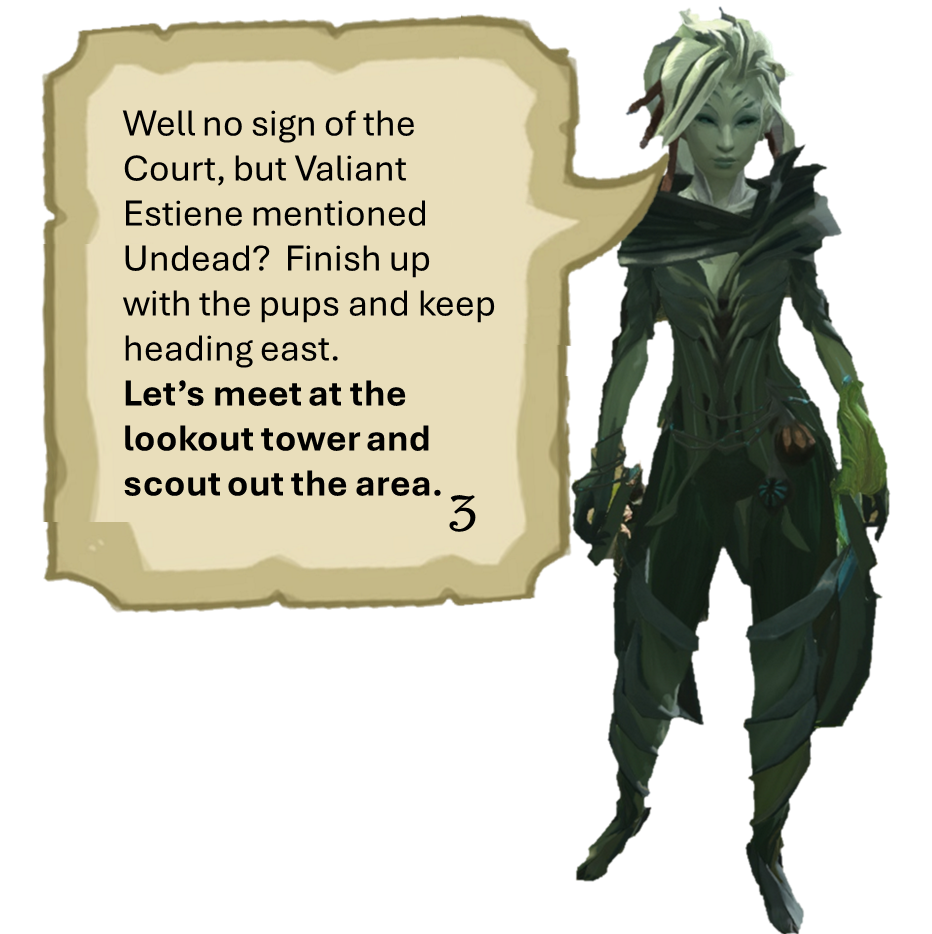 Well no sign of the
Court, but Valiant
Estiene mentioned
Undead?  Finish up
with the pups and keep
heading east.
Let’s meet at the
lookout tower and
scout out the area.
3